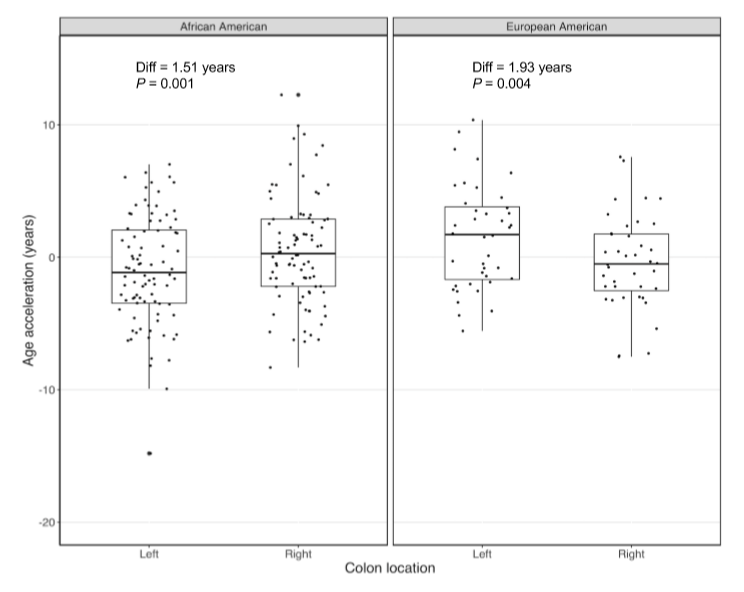 African American
European American
Diff = 1.51 years
P = 0.001
Diff = 1.93 years
P = 0.004
Age acceleration (years)
10
0
-10
-20
Left
Right
Left
Right
Colon location